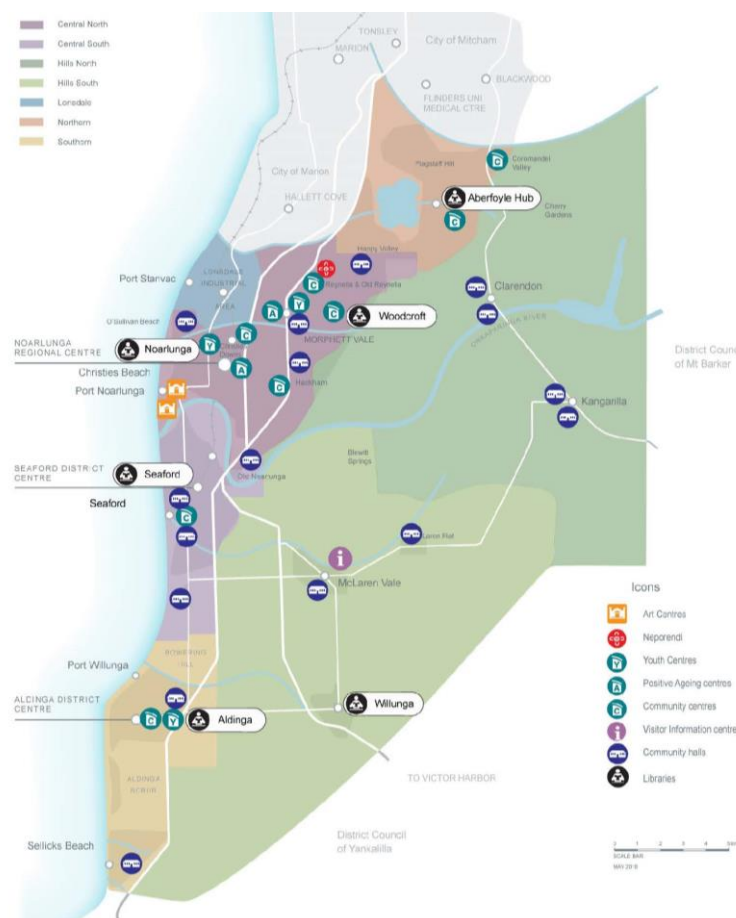 Central North
Central South
Hills North
Hills South
Lonsdale
Northern
Southern
TONSLEY
MARION
City of Mitcham
BLACKWOOD
FLINDERS UNI
MEDICAL CTRE
City of Marion
HALLETT COVE
Flagstaff Hill
Coromandel
Valley
Aberfoyle Hub
Cherry
Gardens
Happy Valley
Port Stanvac
LONSDALE
INDUSTRIAL
AREA
Reynella & Old Reynella
Clarendon
O'Sullivan Beach
Woodcroft
ONKAPARINGA RIVER
NOARLUNGA
REGIONAL CENTRE
Noarlunga
Christie
Downs
MORPHETT VALE
District Council
of Mt Barker
Christies Beach
Port Noarlunga
Hackham
Kangarilla
Blewitt
Springs
SEAFORD DISTRICT
CENTRE
Seaford
Old Noarlunga
Seaford
McLaren Vale
Icons
Art Centres
Neporendi
Youth Centres
Positive Ageing centres
Community centres
Visitor Information centre
Community halls
Libraries
Port Willunga
ALDINGA DISTRICT
CENTRE
Aldinga
Willunga
ALDINGA
SCRUB
TO VICTOR HARBOR
District Council
of Yankalilla
Sellicks Beach
SCALE BAR